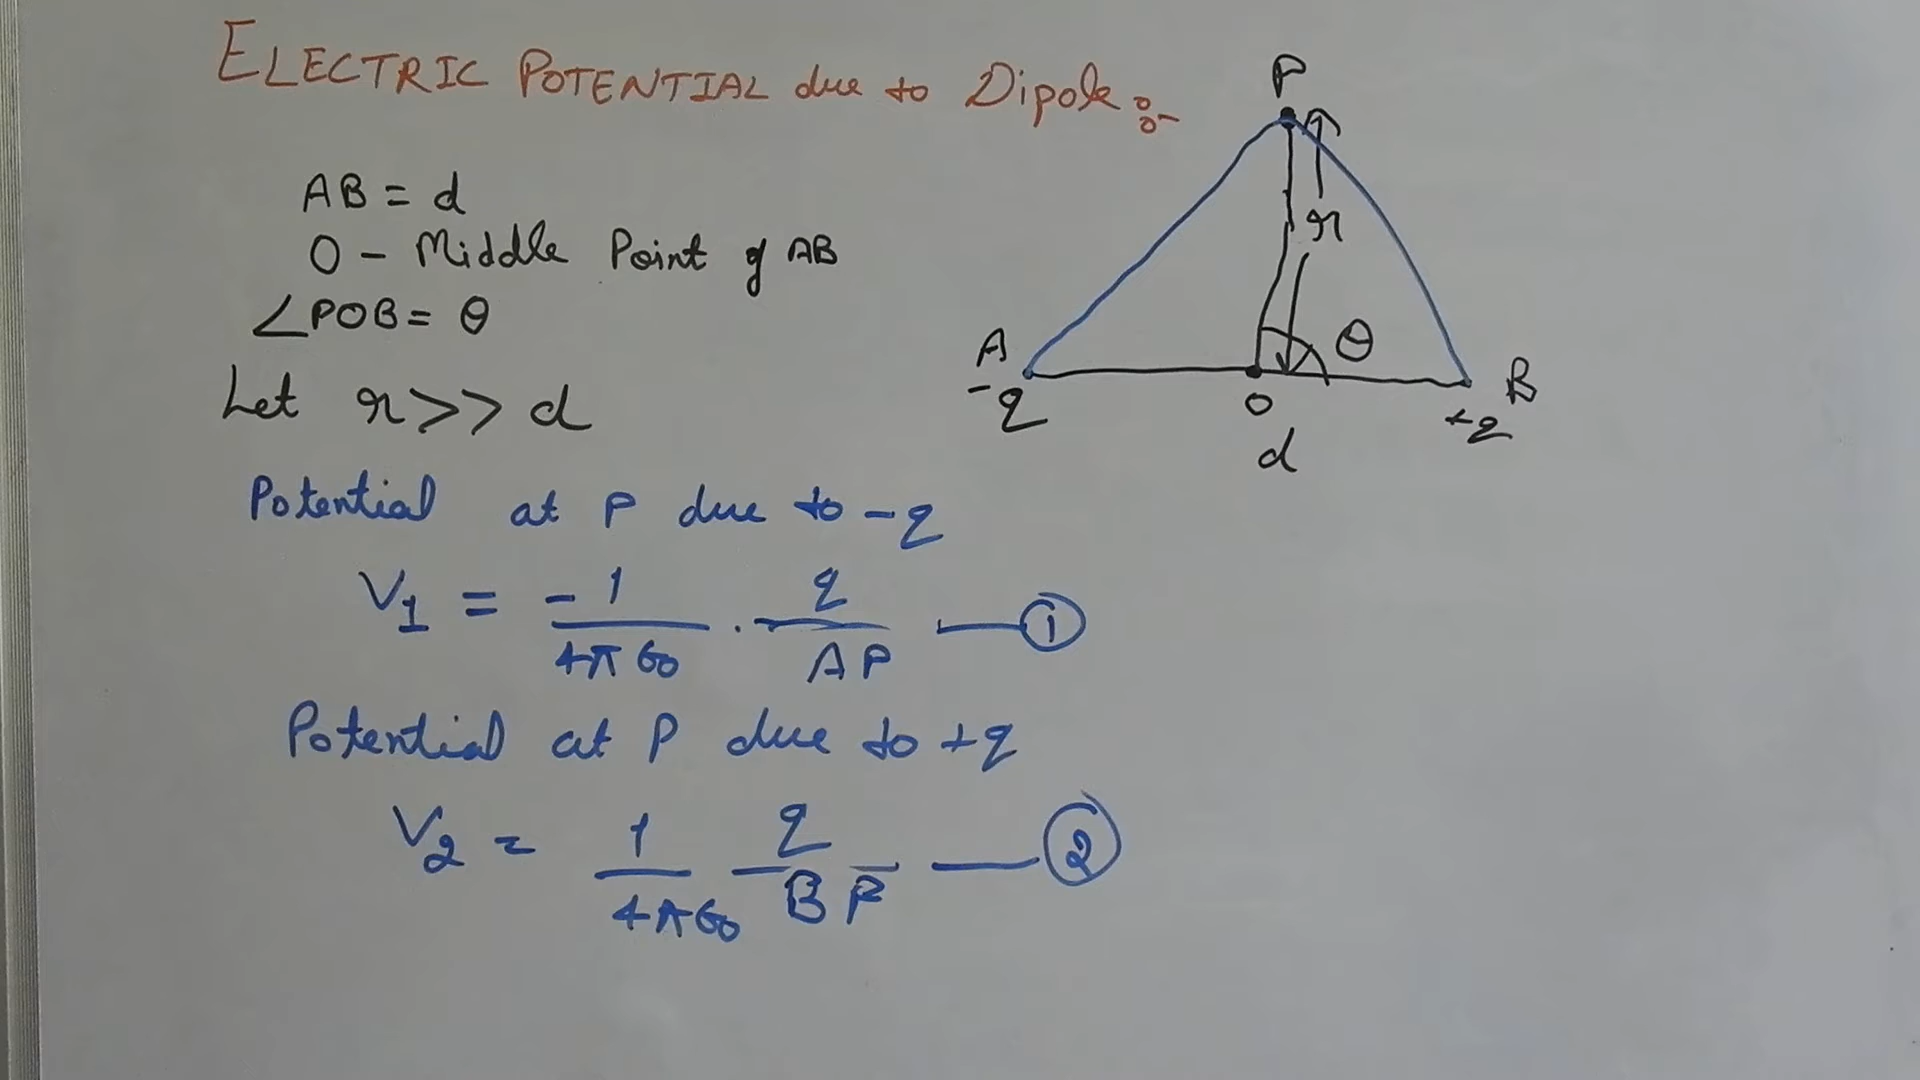 ELECTRIC POTENTIAL due to Dipole:-
AB = d
O - Middle Point of AB
∠POB = θ
Let r >> d
P
r
θ
A
-q
O
d
B
+q
Potential at P due to -q
V₁ = -1/4πε₀ . q/AP —— ①
Potential at P due to +q
V₂ = 1/4πε₀ q/BP —— ②